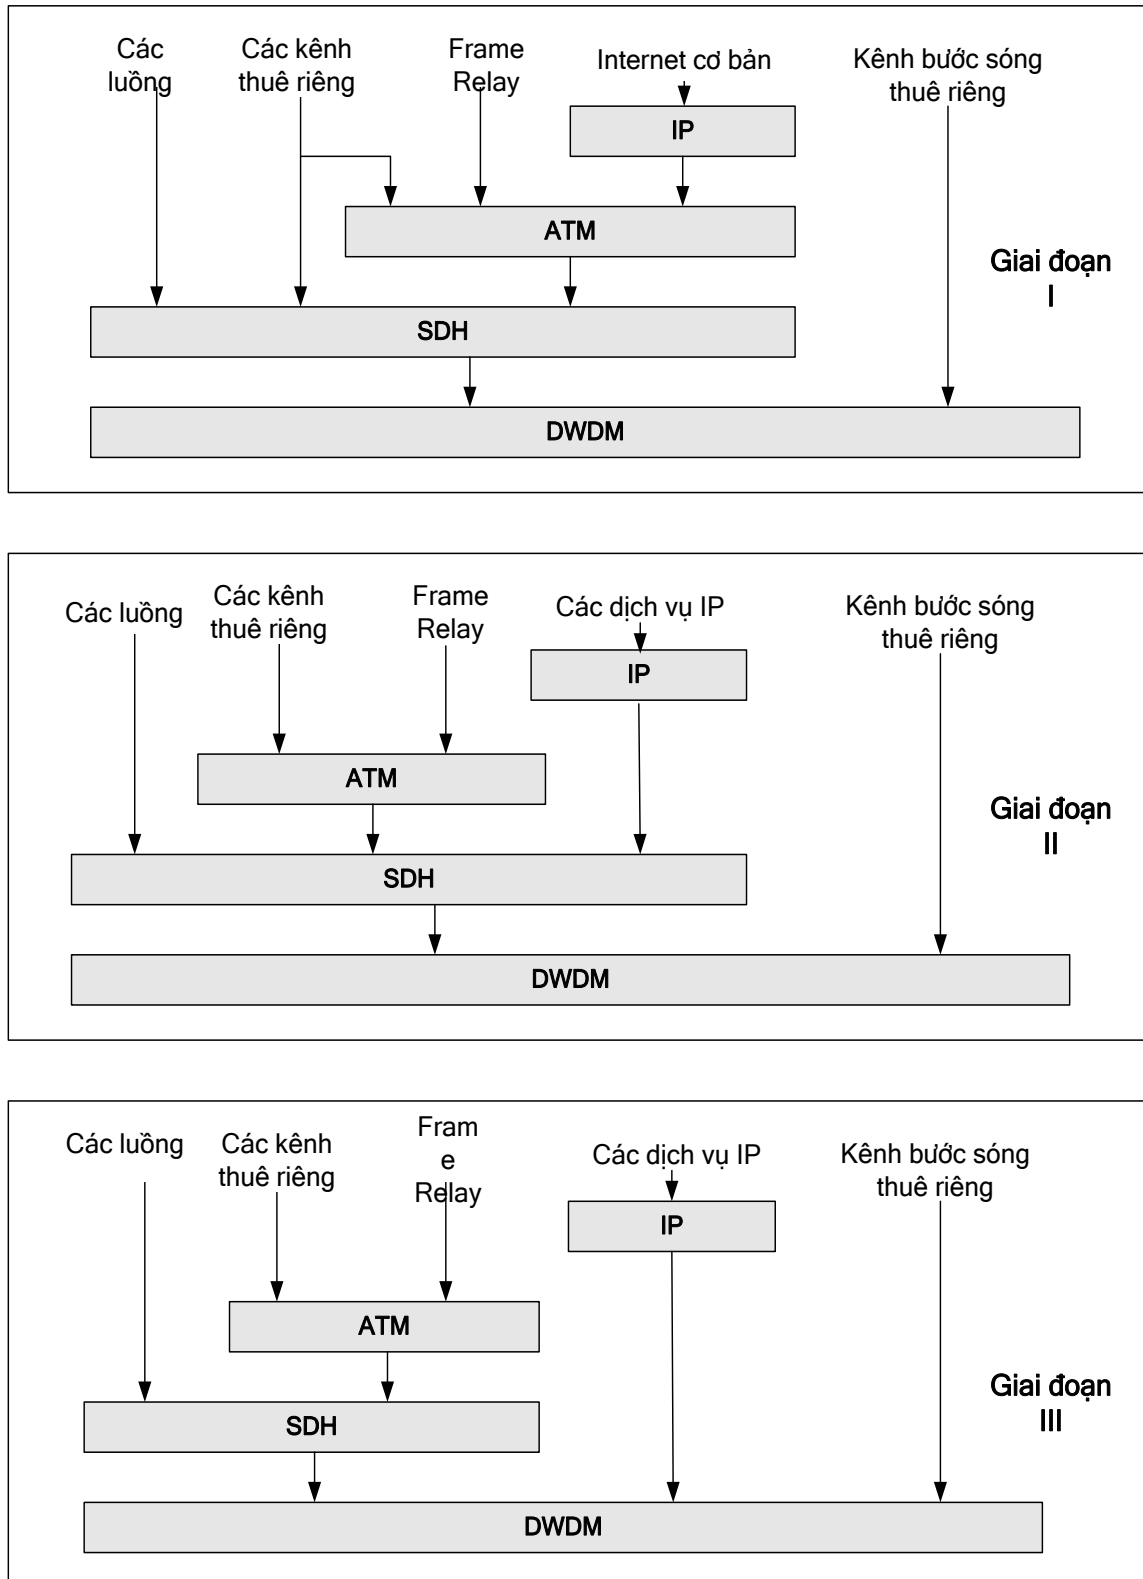 Các
luồng
Các kênh
thuê riêng
Frame
Relay
Internet cơ bản
Kênh bước sóng
thuê riêng
IP
ATM
Giai đoạn
I
SDH
DWDM
Các luồng
Các kênh
thuê riêng
Frame
Relay
Các dịch vụ IP
Kênh bước sóng
thuê riêng
IP
ATM
Giai đoạn
II
SDH
DWDM
Các luồng
Các kênh
thuê riêng
Fram
e
Relay
Các dịch vụ IP
Kênh bước sóng
thuê riêng
IP
ATM
Giai đoạn
III
SDH
DWDM